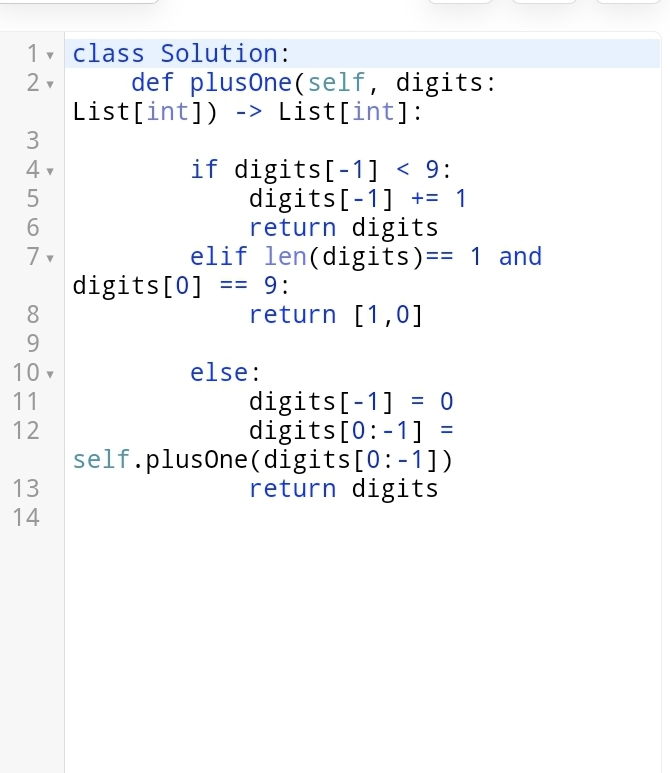 1 class Solution:
2     def plusOne(self, digits:
List[int]) -> List[int]:
3
4         if digits[-1] < 9:
5             digits[-1] += 1
6             return digits
7         elif len(digits)== 1 and
digits[0] == 9:
8             return [1,0]
9
10         else:
11             digits[-1] = 0
12             digits[0:-1] =
self.plusOne(digits[0:-1])
13             return digits
14